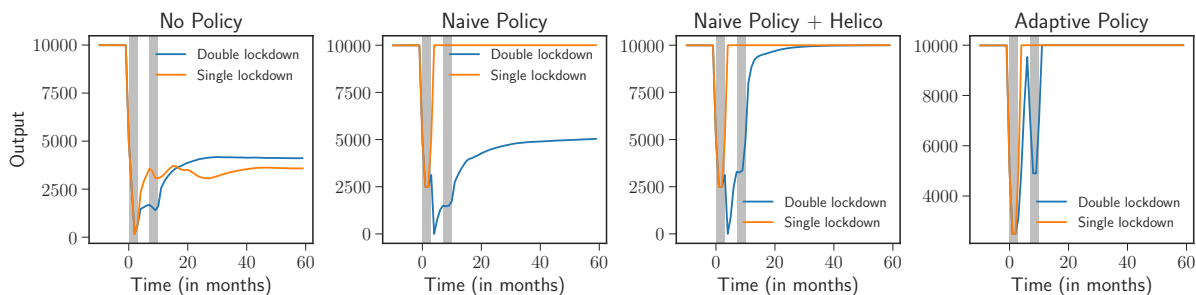 No Policy
Output
10000
7500
5000
2500
0
Double lockdown
Single lockdown
0 20 40 60
Time (in months)
Naive Policy
10000
7500
5000
2500
0
Double lockdown
Single lockdown
0 20 40 60
Time (in months)
Naive Policy + Helico
10000
7500
5000
2500
0
Double lockdown
Single lockdown
0 20 40 60
Time (in months)
Adaptive Policy
10000
8000
6000
4000
Double lockdown
Single lockdown
0 20 40 60
Time (in months)